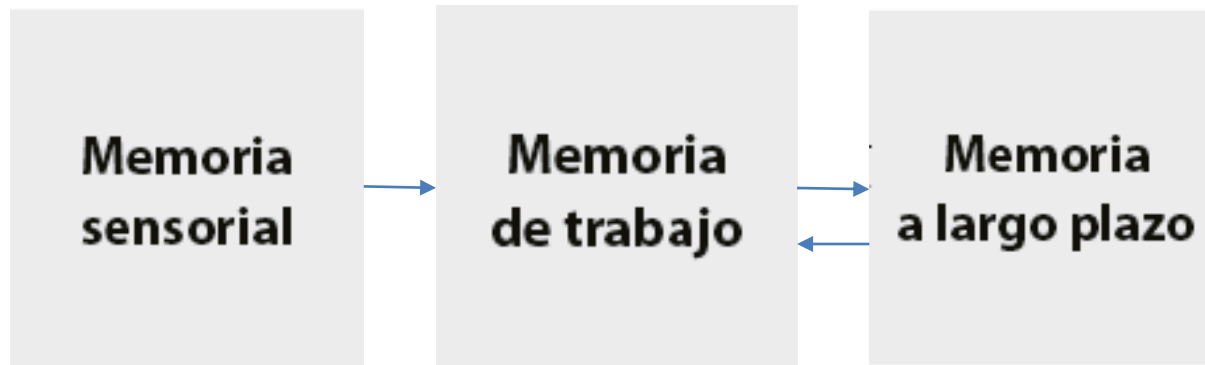 Memoria
sensorial
Memoria
de trabajo
Memoria
a largo plazo